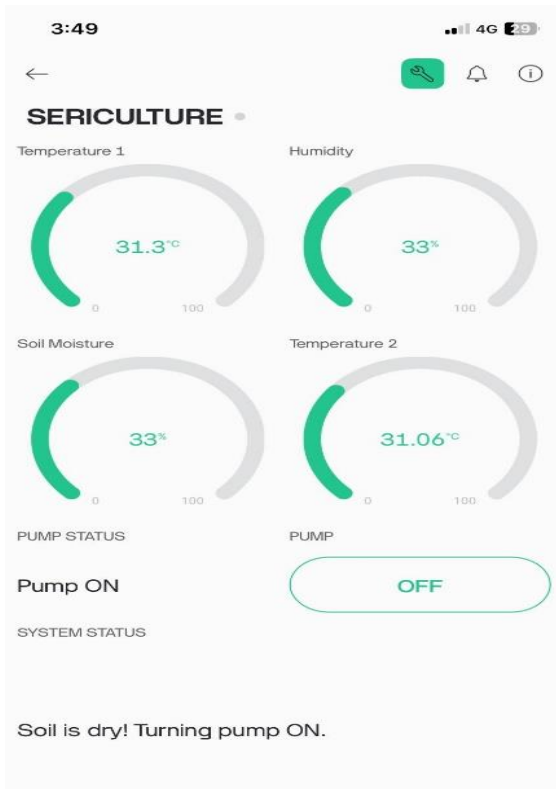 3:49 4G 29
SERICULTURE
Temperature 1 Humidity
31.3°C 33%
0 100 0 100
Soil Moisture Temperature 2
33% 31.06°C
0 100 0 100
PUMP STATUS PUMP
Pump ON OFF
SYSTEM STATUS
Soil is dry! Turning pump ON.